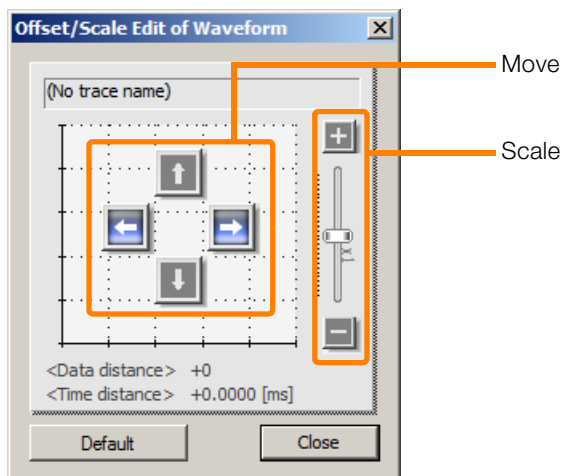 Offset/Scale Edit of Waveform
Move
(No trace name)
Scale
X1
<Data distance> +0
<Time distance> +0.0000 [ms]
Default
Close